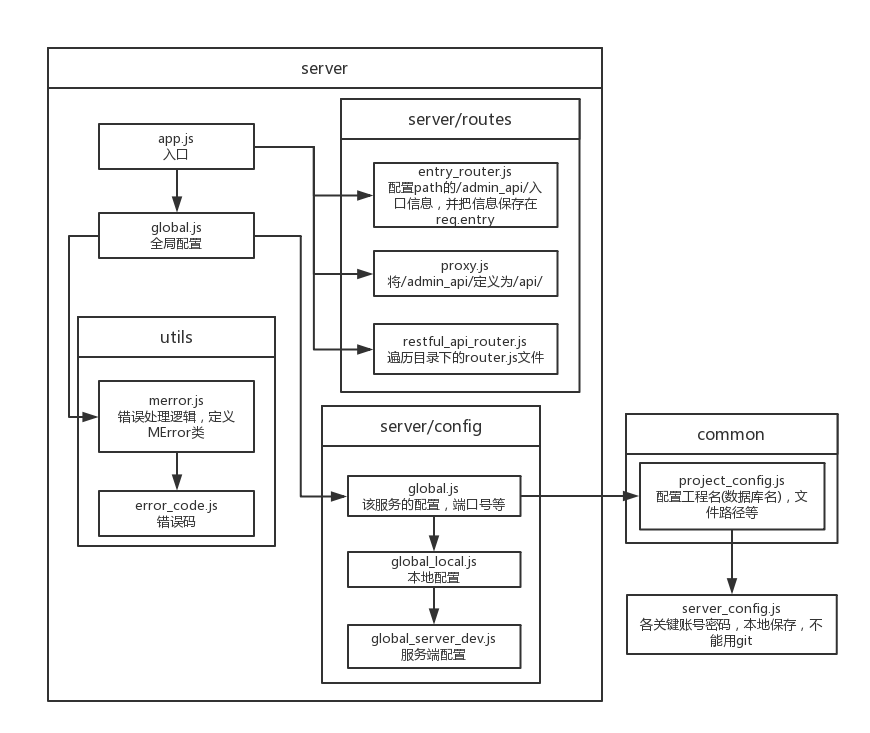 server
app.js
入口
global.js
全局配置
utils
merror.js
错误处理逻辑，定义
MError类
error_code.js
错误码
server/routes
entry_router.js
配置path的/admin_api/入
口信息，并把信息保存在
req.entry
proxy.js
将/admin_api/定义为/api/
restful_api_router.js
遍历目录下的router.js文件
server/config
global.js
该服务的配置，端口号等
global_local.js
本地配置
global_server_dev.js
服务端配置
common
project_config.js
配置工程名(数据库名)，文
件路径等
server_config.js
各关键账号密码，本地保存，不
能用git